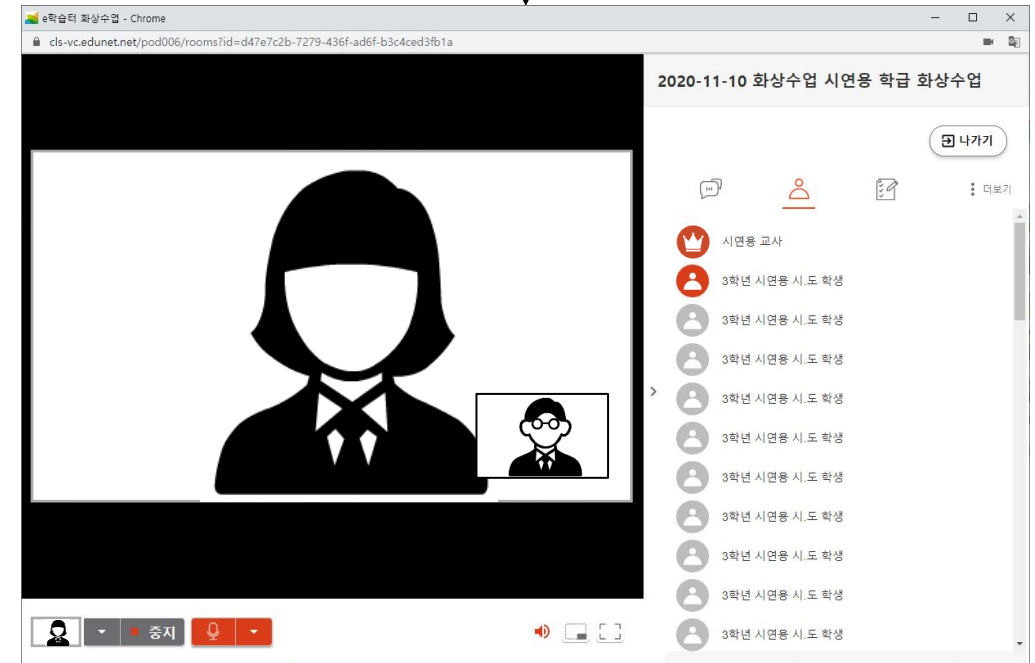 e학습터 화상수업 - Chrome
cls-vc.edunet.net/pod006/rooms?id=d47e7c2b-7279-436f-ad6f-b3c4ced3fb1a
2020-11-10 화상수업 시연용 학급 화상수업
나가기
더보기
시연용 교사
3학년 시연용 시.도 학생
3학년 시연용 시.도 학생
3학년 시연용 시.도 학생
3학년 시연용 시.도 학생
3학년 시연용 시.도 학생
3학년 시연용 시.도 학생
3학년 시연용 시.도 학생
3학년 시연용 시.도 학생
3학년 시연용 시.도 학생
3학년 시연용 시.도 학생
중지